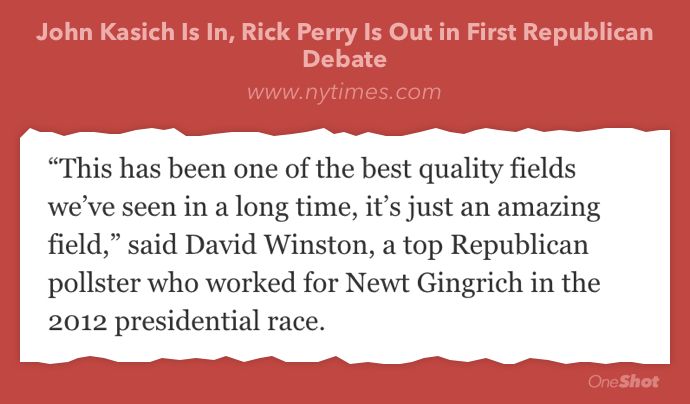 John Kasich Is In, Rick Perry Is Out in First Republican
Debate
www.nytimes.com
“This has been one of the best quality fields
we’ve seen in a long time, it’s just an amazing
field,” said David Winston, a top Republican
pollster who worked for Newt Gingrich in the
2012 presidential race.
OneShot